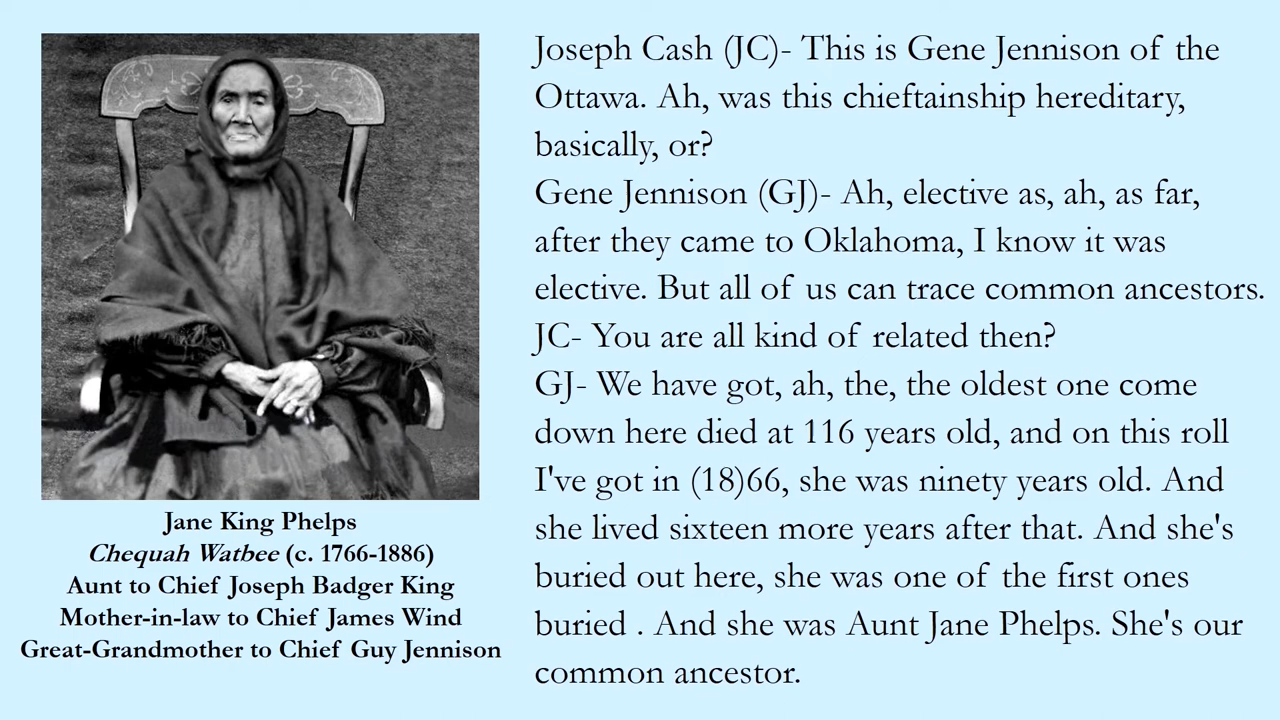 Jane King Phelps
Chequah Watbee (c. 1766-1886)
Aunt to Chief Joseph Badger King
Mother-in-law to Chief James Wind
Great-Grandmother to Chief Guy Jennison
Joseph Cash (JC)- This is Gene Jennison of the
Ottawa. Ah, was this chieftainship hereditary,
basically, or?
Gene Jennison (GJ)- Ah, elective as, ah, as far,
after they came to Oklahoma, I know it was
elective. But all of us can trace common ancestors.
JC- You are all kind of related then?
GJ- We have got, ah, the, the oldest one come
down here died at 116 years old, and on this roll
I've got in (18)66, she was ninety years old. And
she lived sixteen more years after that. And she's
buried out here, she was one of the first ones
buried . And she was Aunt Jane Phelps. She's our
common ancestor.